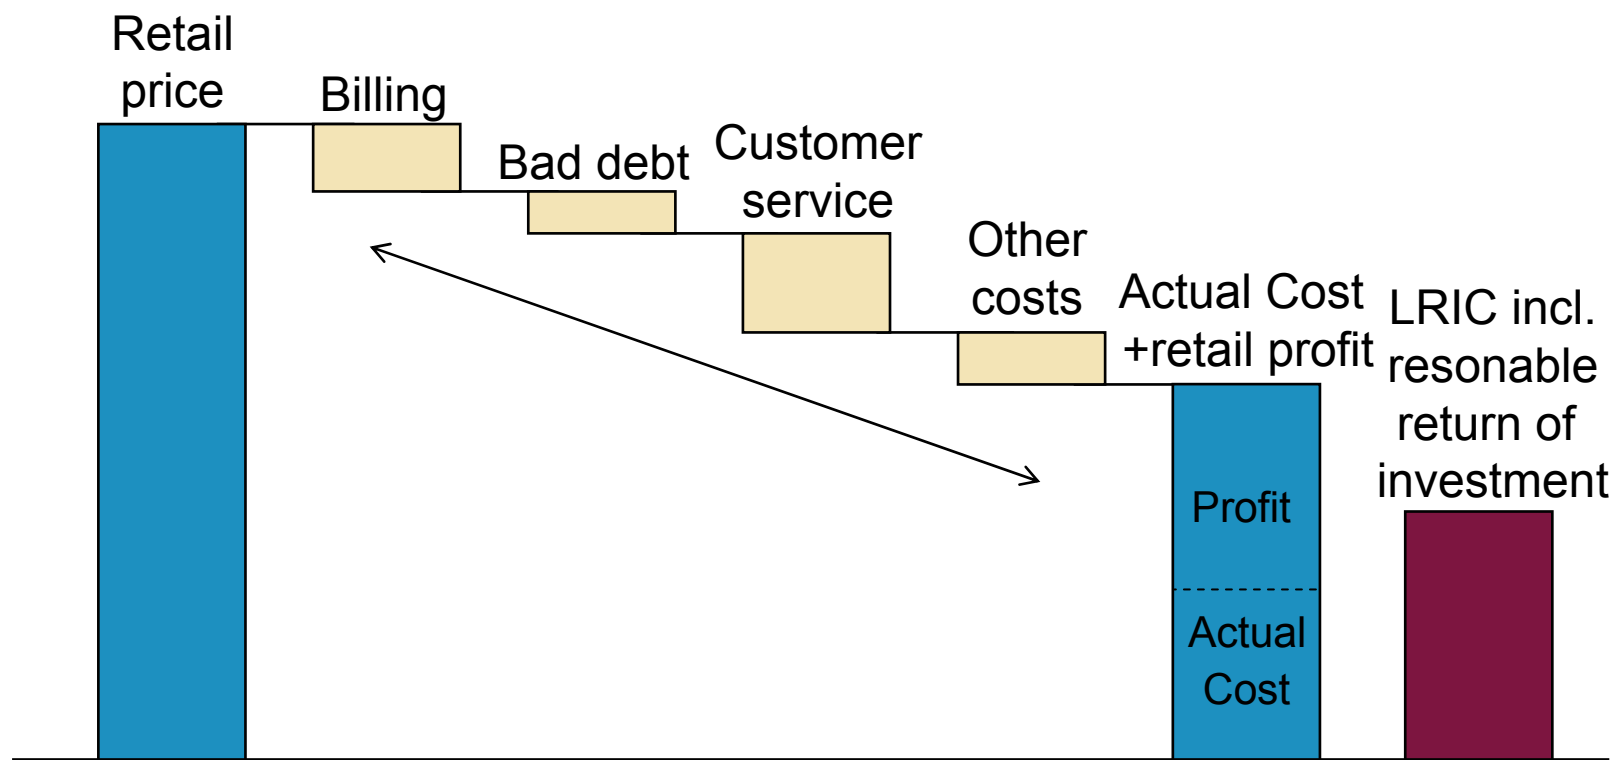 Retail
price
Billing
Bad debt
Customer
service
Other
costs
Actual Cost
+retail profit
LRIC incl.
resonable
return of
investment
Profit
Actual
Cost